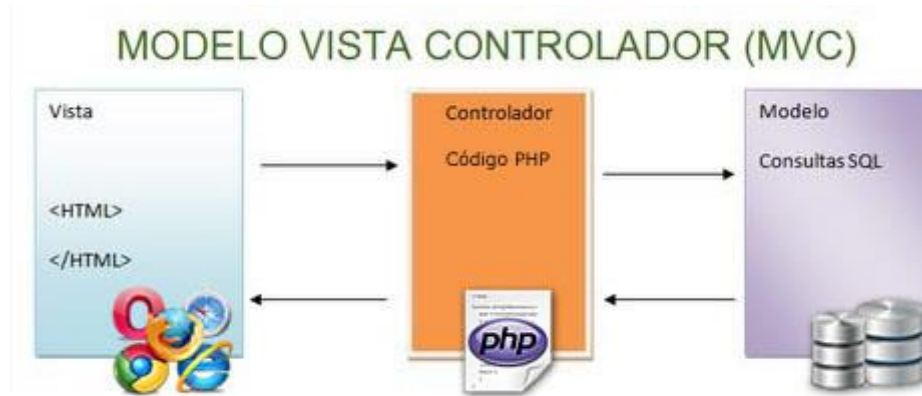 MODELO VISTA CONTROLADOR (MVC)
Vista
<HTML>
</HTML>
Controlador
Código PHP
php
Modelo
Consultas SQL